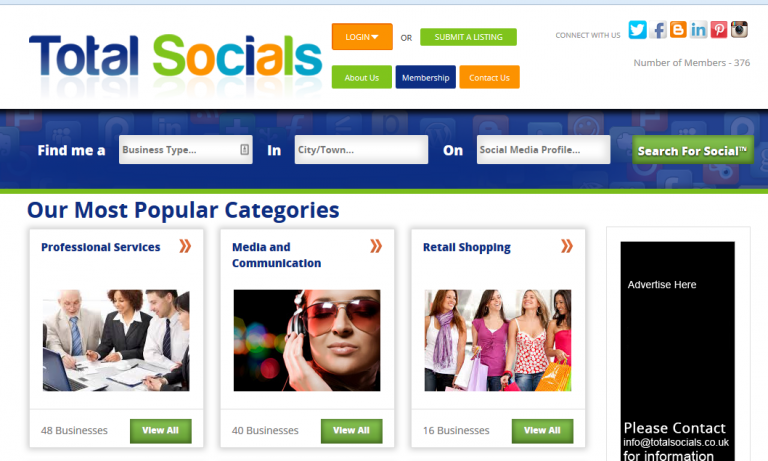 Total Socials
LOGIN
OR
SUBMIT A LISTING
About Us
Membership
Contact Us
CONNECT WITH US
Number of Members - 376
Find me a
Business Type...
In
City/Town...
On
Social Media Profile...
Search For Social™
Our Most Popular Categories
Professional Services
48 Businesses
View All
Media and
Communication
40 Businesses
View All
Retail Shopping
16 Businesses
View All
Advertise Here
Please Contact
info@totalsocials.co.uk
for information